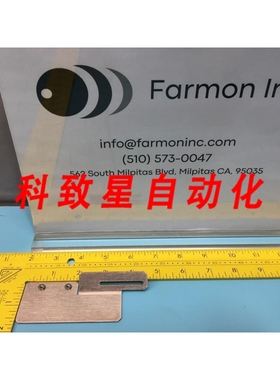 Farmon In
info@farmoninc.com
(510) 573-0047
562 South Milpitas Blvd, Milpitas CA, 95035
科致星自动化